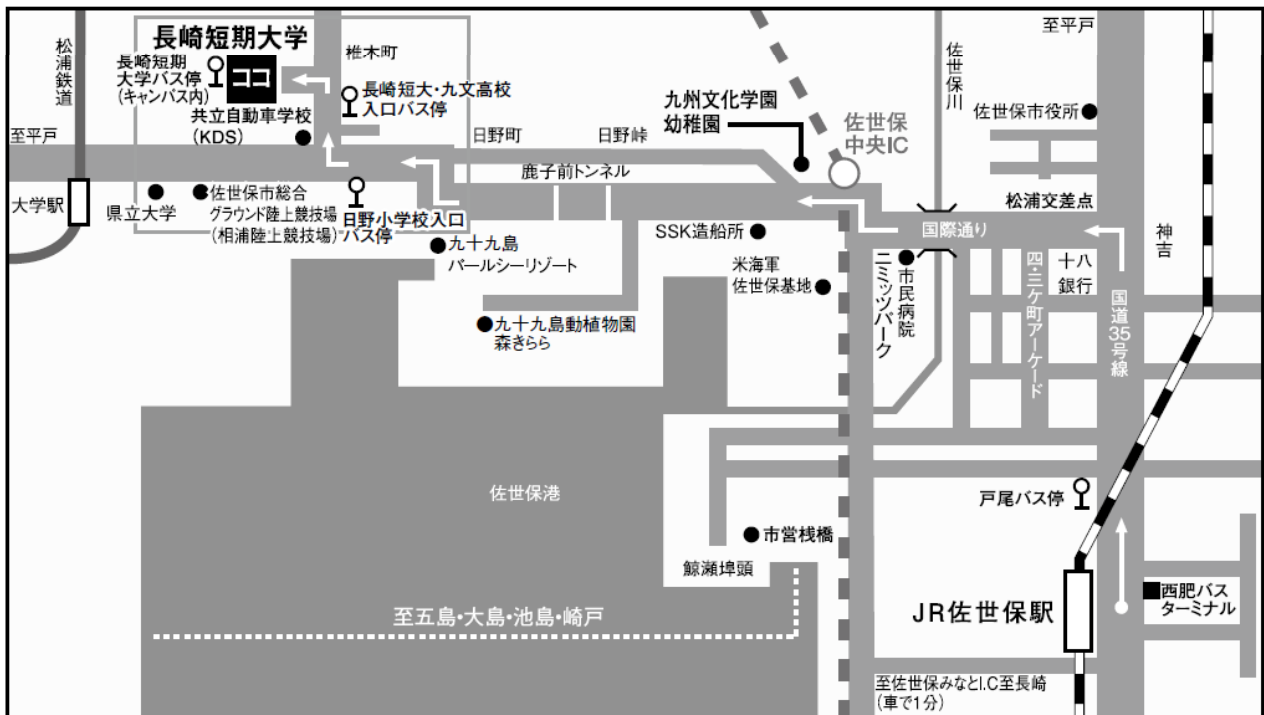 長崎短期大学
ココ
長崎短期
大学バス停
(キャンパス内)
松浦鉄道
椎木町
長崎短大・九文高校
入口バス停
共立自動車学校
(KDS)
至平戸
大学駅
県立大学
佐世保市総合
グラウンド陸上競技場
(相浦陸上競技場)
日野小学校入口
バス停
日野町
日野峠
鹿子前トンネル
九州文化学園
幼稚園
佐世保
中央IC
佐世保川
至平戸
佐世保市役所
松浦交差点
国際通り
神吉
十八
銀行
四・三ケ町アーケード
国道35号線
市民病院
ニミッツパーク
SSK造船所
米海軍
佐世保基地
九十九島
パールシーリゾート
九十九島動植物園
森きらら
佐世保港
市営桟橋
鯨瀬埠頭
至五島・大島・池島・崎戸
戸尾バス停
JR佐世保駅
西肥バス
ターミナル
至佐世保みなとI.C至長崎
(車で1分)